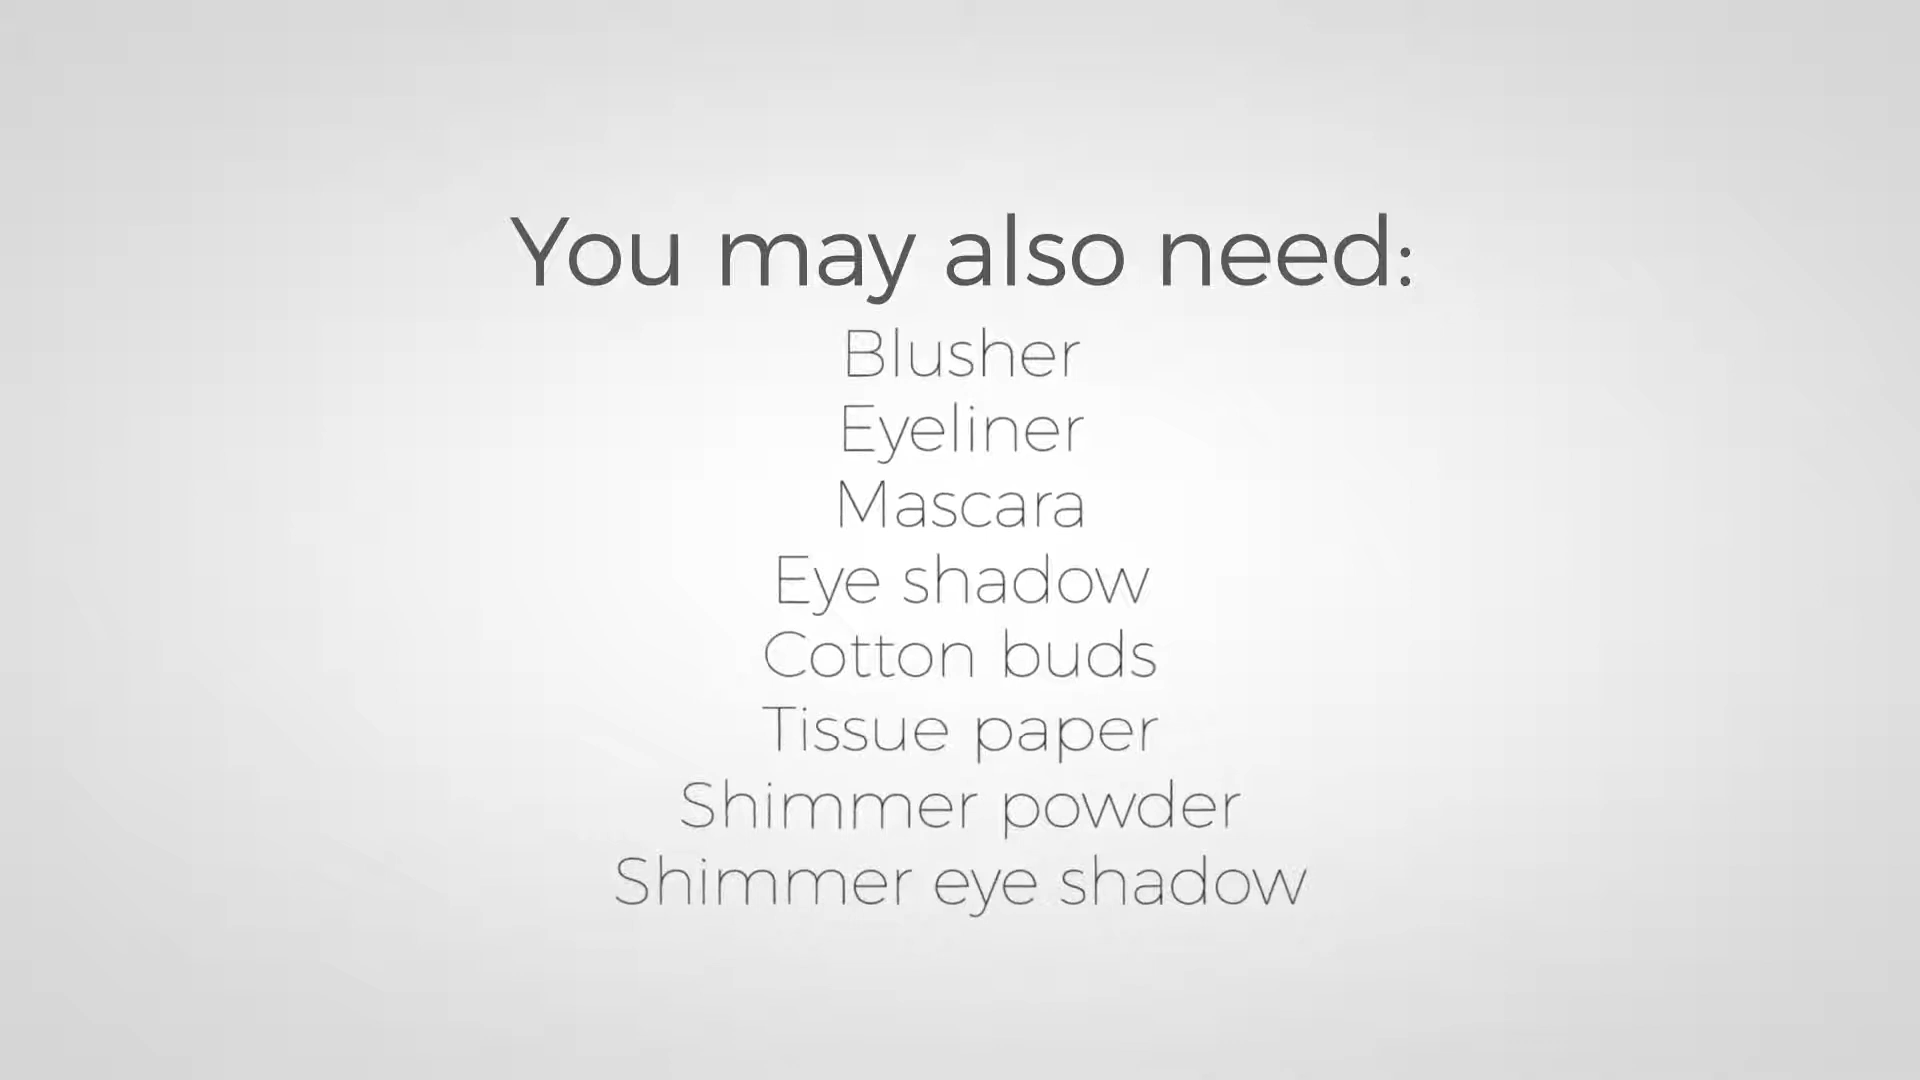 You may also need:
Blusher
Eyeliner
Mascara
Eye shadow
Cotton buds
Tissue paper
Shimmer powder
Shimmer eye shadow